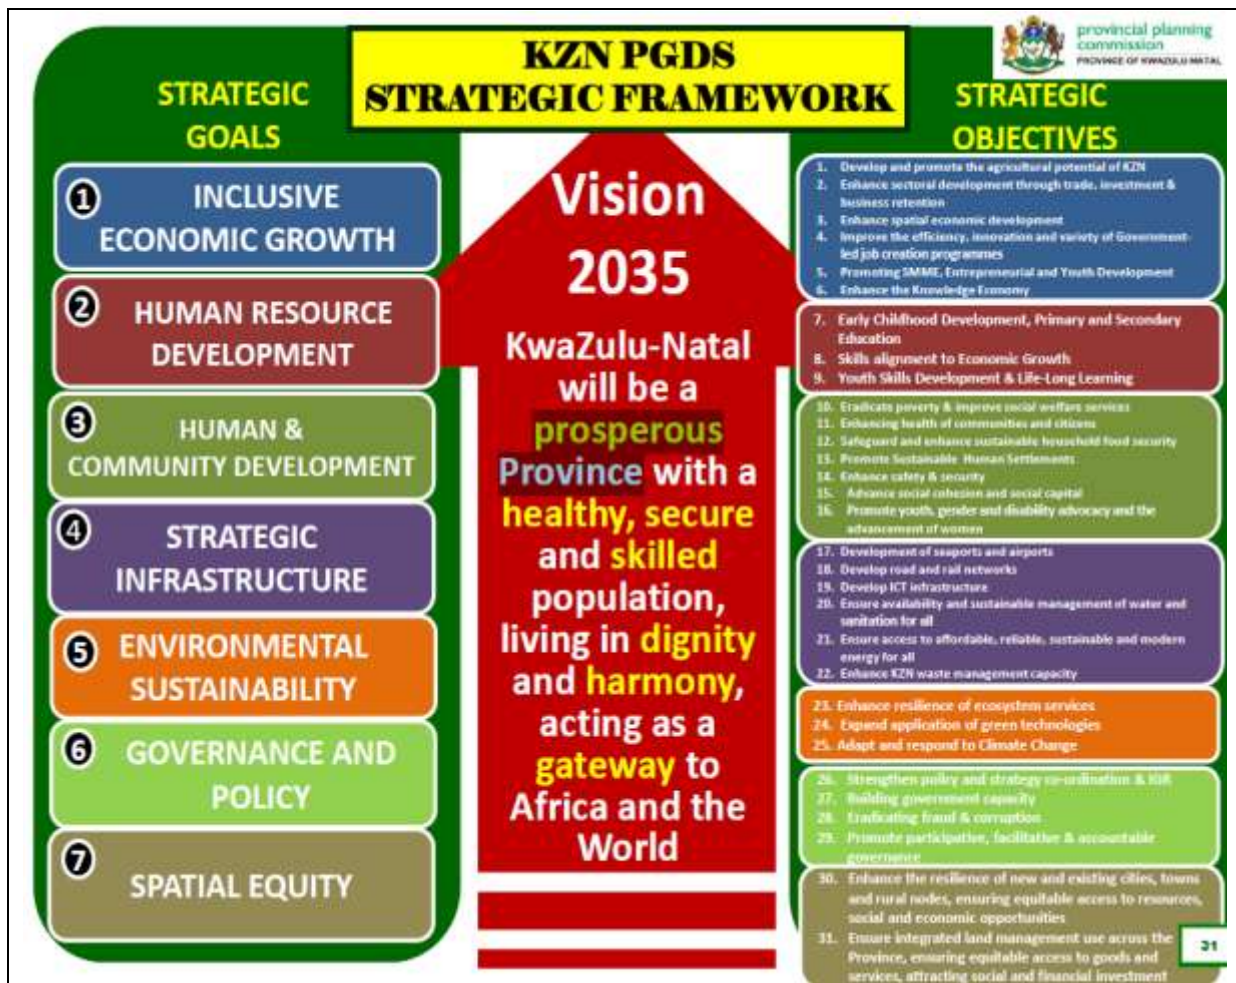 KZN PGDS
STRATEGIC FRAMEWORK
provincial planning
commission
PROVINCE OF KWAZULU-NATAL
STRATEGIC
GOALS
1
INCLUSIVE
ECONOMIC GROWTH
2
HUMAN RESOURCE
DEVELOPMENT
3
HUMAN &
COMMUNITY DEVELOPMENT
4
STRATEGIC
INFRASTRUCTURE
5
ENVIRONMENTAL
SUSTAINABILITY
6
GOVERNANCE AND
POLICY
7
SPATIAL EQUITY
Vision
2035
KwaZulu-Natal
will be a
prosperous
Province with a
healthy, secure
and skilled
population,
living in dignity
and harmony,
acting as a
gateway to
Africa and the
World
STRATEGIC
OBJECTIVES
1. Develop and promote the agricultural potential of KZN
2. Enhance sectoral development through trade, investment &
business retention
3. Enhance spatial economic development
4. Improve the efficiency, innovation and variety of Government-
led job creation programmes
5. Promoting SMME, Entrepreneurial and Youth Development
6. Enhance the Knowledge Economy
7. Early Childhood Development, Primary and Secondary
Education
8. Skills alignment to Economic Growth
9. Youth Skills Development & Life-Long Learning
10. Eradicate poverty & improve social welfare services
11. Enhancing health of communities and citizens
12. Safeguard and enhance sustainable household food security
13. Promote Sustainable Human Settlements
14. Enhance safety & security
15. Advance social cohesion and social capital
16. Promote youth, gender and disability advocacy and the
advancement of women
17. Development of seaports and airports
18. Develop road and rail networks
19. Develop ICT infrastructure
20. Ensure availability and sustainable management of water and
sanitation for all
21. Ensure access to affordable, reliable, sustainable and modern
energy for all
22. Enhance KZN waste management capacity
23. Enhance resilience of ecosystem services
24. Expand application of green technologies
25. Adapt and respond to Climate Change
26. Strengthen policy and strategy co-ordination & IGR
27. Building government capacity
28. Eradicating fraud & corruption
29. Promote participative, facilitative & accountable
governance
30. Enhance the resilience of new and existing cities, towns
and rural nodes, ensuring equitable access to resources,
social and economic opportunities
31. Ensure integrated land management use across the
Province, ensuring equitable access to goods and
services, attracting social and financial investment
31